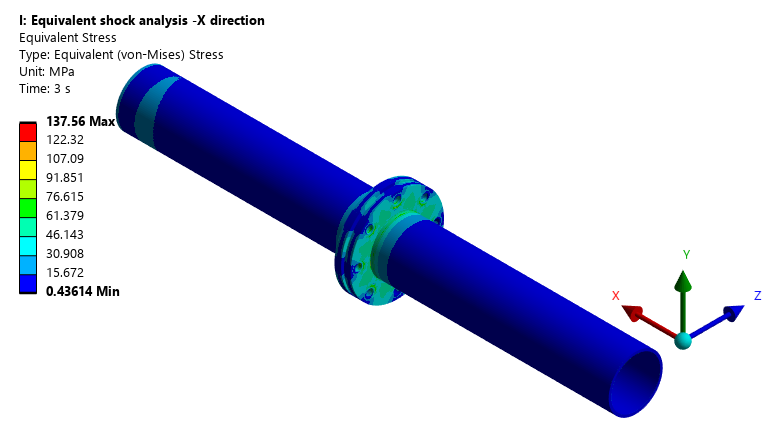 I: Equivalent shock analysis -X direction
Equivalent Stress
Type: Equivalent (von-Mises) Stress
Unit: MPa
Time: 3 s
137.56 Max
122.32
107.09
91.851
76.615
61.379
46.143
30.908
15.672
0.43614 Min
Y
X
Z